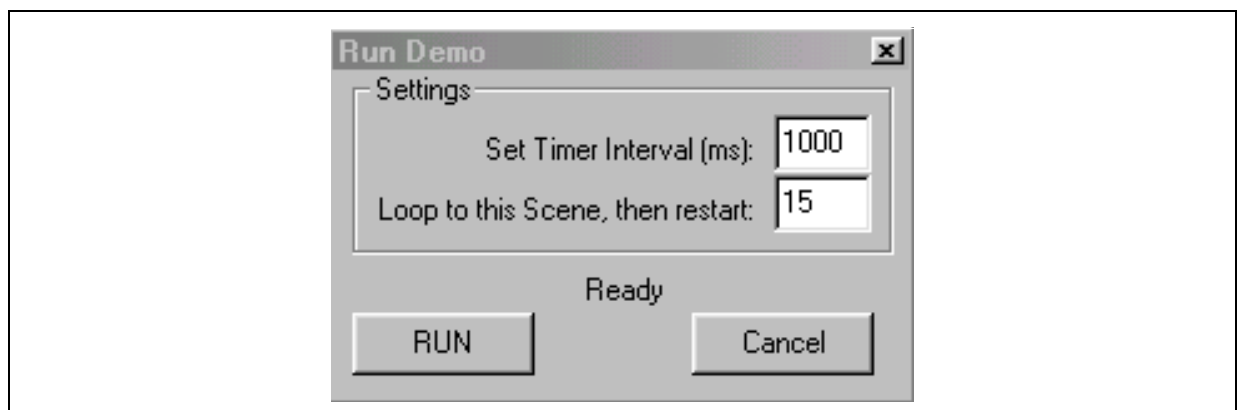 Run Demo
Settings
Set Timer Interval (ms): 1000
Loop to this Scene, then restart: 15
Ready
RUN Cancel